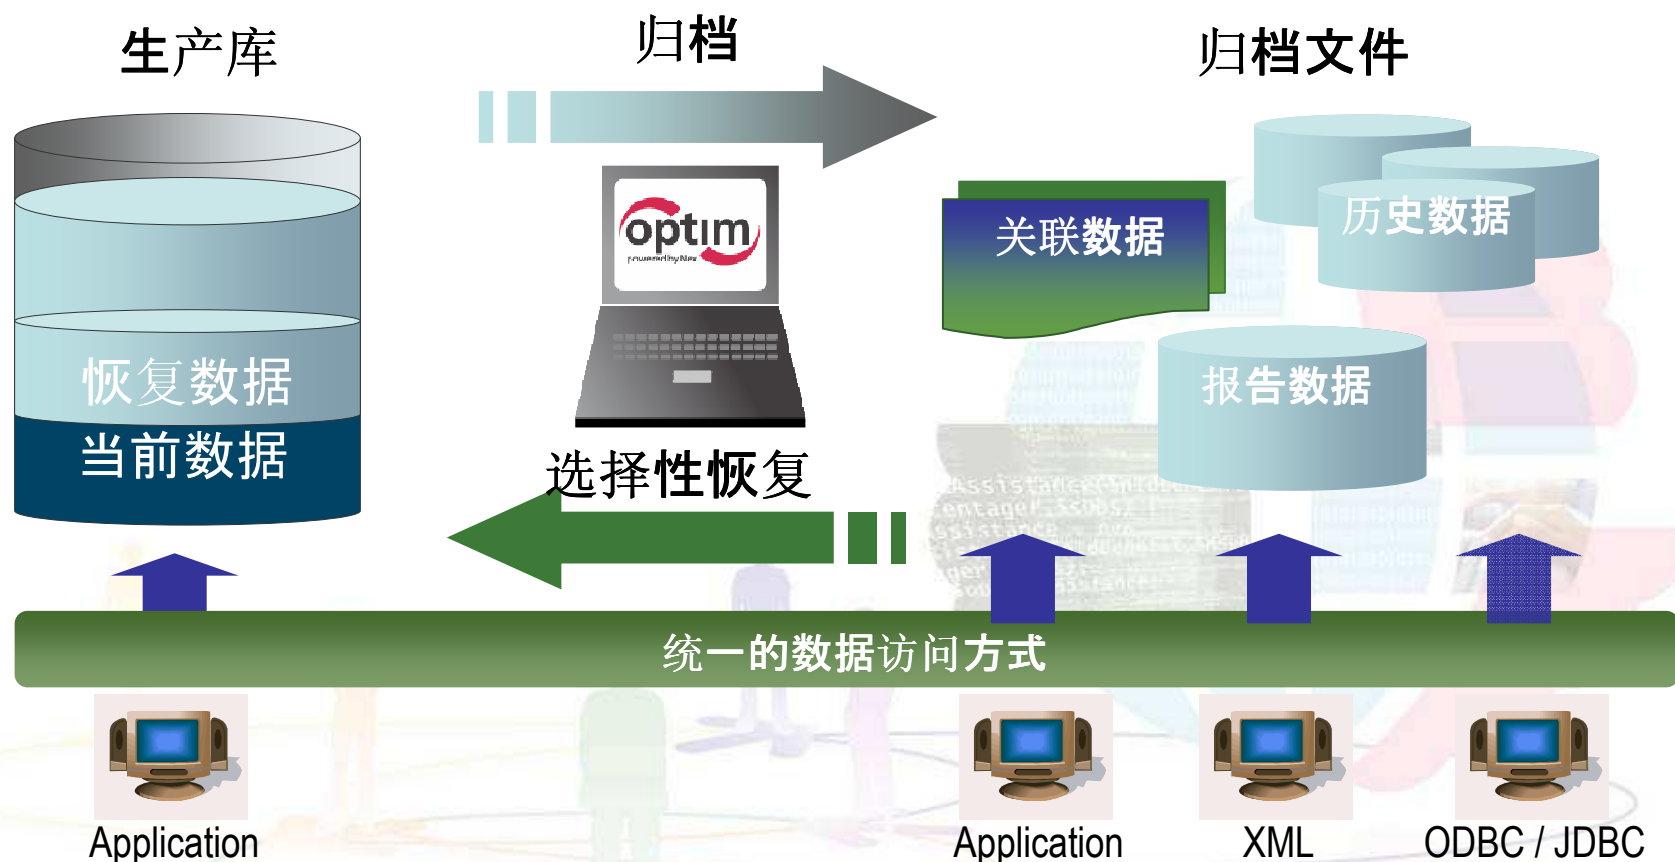 生产库
归档
归档文件
optim
关联数据
历史数据
恢复数据
报告数据
当前数据
选择性恢复
统一的数据访问方式
Application
Application
XML
ODBC / JDBC